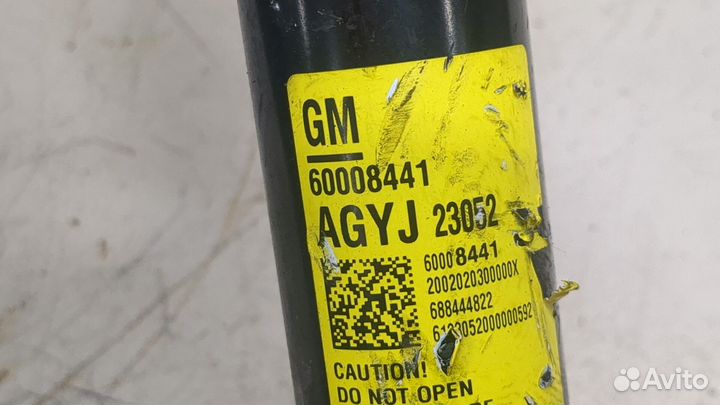 GM
60008441
AGYJ 23052
60008441
2002020300000X
688444822
6123052000000592
CAUTION!
DO NOT OPEN
Avito